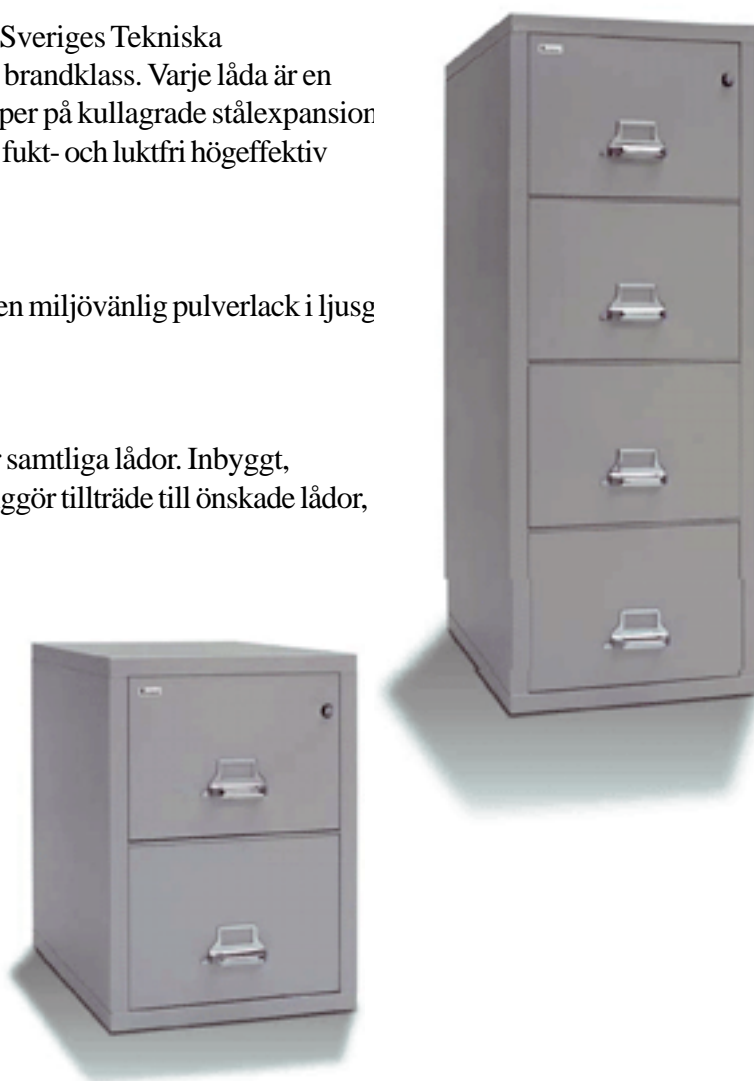 Sveriges Tekniska
brandklass. Varje låda är en
per på kullagrade stålexpansion
fukt- och luktfri högeffektiv
en miljövänlig pulverlack i ljusg
samtliga lådor. Inbyggt,
ggör tillträde till önskade lådor,